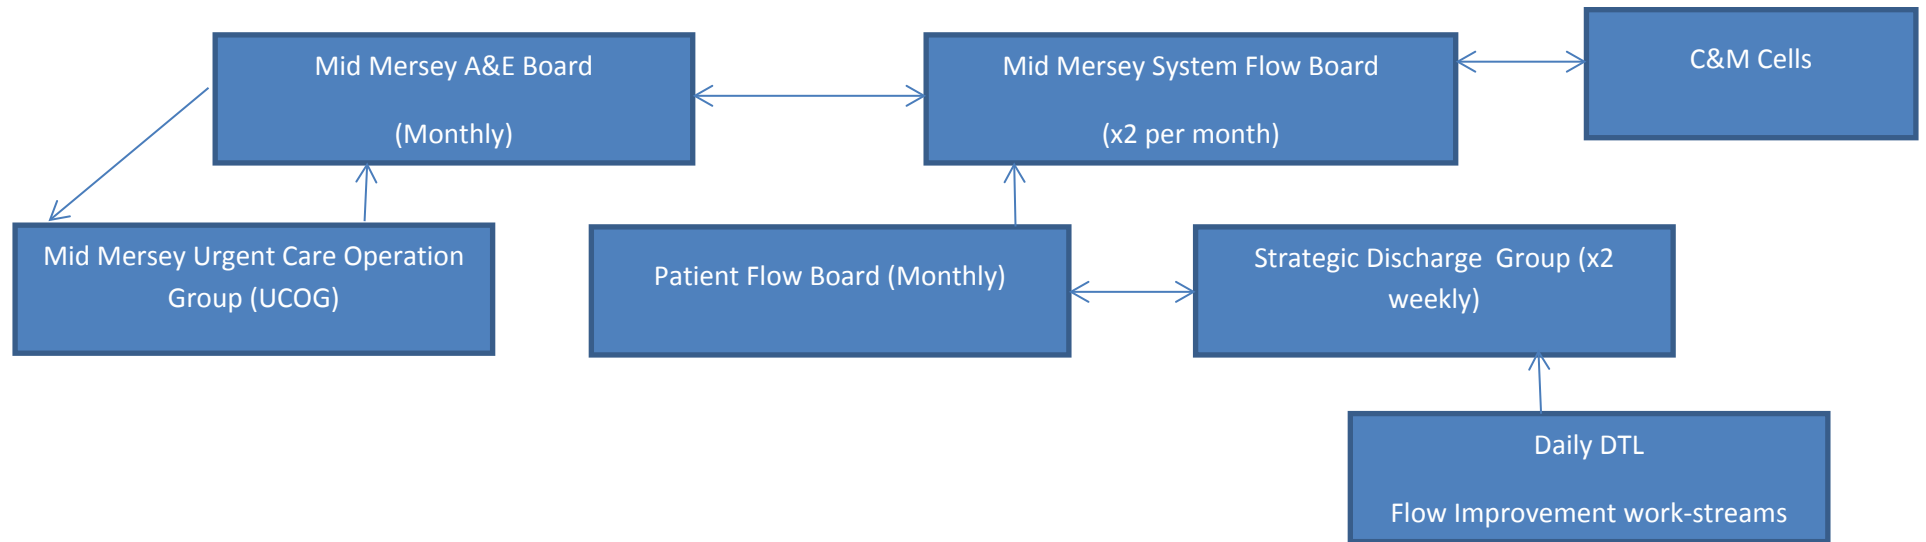 Mid Mersey A&E Board
(Monthly)
Mid Mersey System Flow Board
(x2 per month)
C&M Cells
Mid Mersey Urgent Care Operation
Group (UCOG)
Patient Flow Board (Monthly)
Strategic Discharge  Group (x2
weekly)
Daily DTL
Flow Improvement work-streams